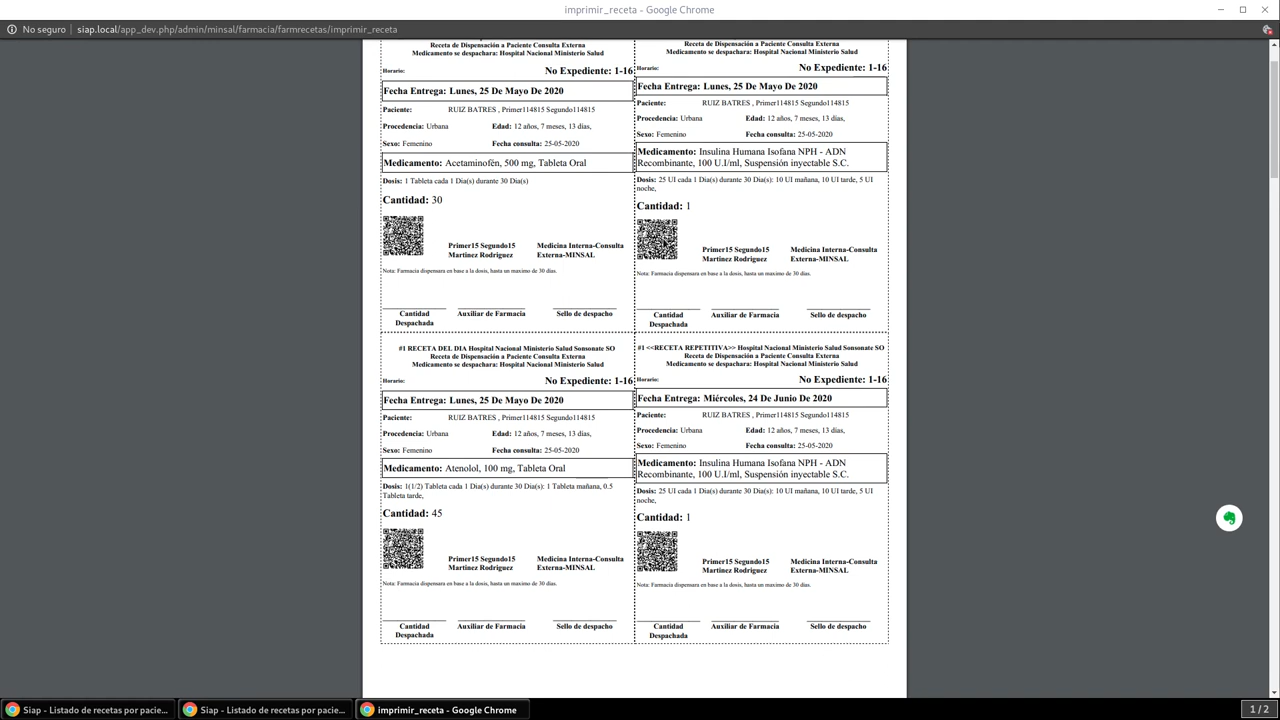 imprimir_receta - Google Chrome
No seguro | siap.local/app_dev.php/admin/minsal/farmacia/farmrecetas/imprimir_receta
Receta de Dispensación a Paciente Consulta Externa
Medicamento se despachara: Hospital Nacional Ministerio Salud
Horario: No Expediente: 1-16
Fecha Entrega: Lunes, 25 De Mayo De 2020
Paciente: RUIZ BATRES , Primer114815 Segundo114815
Procedencia: Urbana Edad: 12 años, 7 meses, 13 días,
Sexo: Femenino Fecha consulta: 25-05-2020
Medicamento: Acetaminofén, 500 mg, Tableta Oral
Dosis: 1 Tableta cada 1 Dia(s) durante 30 Dia(s)
Cantidad: 30
Primer15 Segundo15 Medicina Interna-Consulta
Martinez Rodriguez Externa-MINSAL
Nota: Farmacia dispensara en base a la dosis, hasta un maximo de 30 dias.
Cantidad Auxiliar de Farmacia Sello de despacho
Despachada
Receta de Dispensación a Paciente Consulta Externa
Medicamento se despachara: Hospital Nacional Ministerio Salud
Horario: No Expediente: 1-16
Fecha Entrega: Lunes, 25 De Mayo De 2020
Paciente: RUIZ BATRES , Primer114815 Segundo114815
Procedencia: Urbana Edad: 12 años, 7 meses, 13 días,
Sexo: Femenino Fecha consulta: 25-05-2020
Medicamento: Insulina Humana Isofana NPH - ADN
Recombinante, 100 U.I/ml, Suspensión inyectable S.C.
Dosis: 25 UI cada 1 Dia(s) durante 30 Dia(s): 10 UI mañana, 10 UI tarde, 5 UI
noche,
Cantidad: 1
Primer15 Segundo15 Medicina Interna-Consulta
Martinez Rodriguez Externa-MINSAL
Nota: Farmacia dispensara en base a la dosis, hasta un maximo de 30 dias.
Cantidad Auxiliar de Farmacia Sello de despacho
Despachada
#1 RECETA DEL DIA Hospital Nacional Ministerio Salud Sonsonate SO
Receta de Dispensación a Paciente Consulta Externa
Medicamento se despachara: Hospital Nacional Ministerio Salud
Horario: No Expediente: 1-16
Fecha Entrega: Lunes, 25 De Mayo De 2020
Paciente: RUIZ BATRES , Primer114815 Segundo114815
Procedencia: Urbana Edad: 12 años, 7 meses, 13 días,
Sexo: Femenino Fecha consulta: 25-05-2020
Medicamento: Atenolol, 100 mg, Tableta Oral
Dosis: 1(1/2) Tableta cada 1 Dia(s) durante 30 Dia(s): 1 Tableta mañana, 0.5
Tableta tarde,
Cantidad: 45
Primer15 Segundo15 Medicina Interna-Consulta
Martinez Rodriguez Externa-MINSAL
Nota: Farmacia dispensara en base a la dosis, hasta un maximo de 30 dias.
Cantidad Auxiliar de Farmacia Sello de despacho
Despachada
#1 <<RECETA REPETITIVA>> Hospital Nacional Ministerio Salud Sonsonate SO
Receta de Dispensación a Paciente Consulta Externa
Medicamento se despachara: Hospital Nacional Ministerio Salud
Horario: No Expediente: 1-16
Fecha Entrega: Miércoles, 24 De Junio De 2020
Paciente: RUIZ BATRES , Primer114815 Segundo114815
Procedencia: Urbana Edad: 12 años, 7 meses, 13 días,
Sexo: Femenino Fecha consulta: 25-05-2020
Medicamento: Insulina Humana Isofana NPH - ADN
Recombinante, 100 U.I/ml, Suspensión inyectable S.C.
Dosis: 25 UI cada 1 Dia(s) durante 30 Dia(s): 10 UI mañana, 10 UI tarde, 5 UI
noche,
Cantidad: 1
Primer15 Segundo15 Medicina Interna-Consulta
Martinez Rodriguez Externa-MINSAL
Nota: Farmacia dispensara en base a la dosis, hasta un maximo de 30 dias.
Cantidad Auxiliar de Farmacia Sello de despacho
Despachada
Siap - Listado de recetas por pacie... Siap - Listado de recetas por pacie... imprimir_receta - Google Chrome 1 / 2